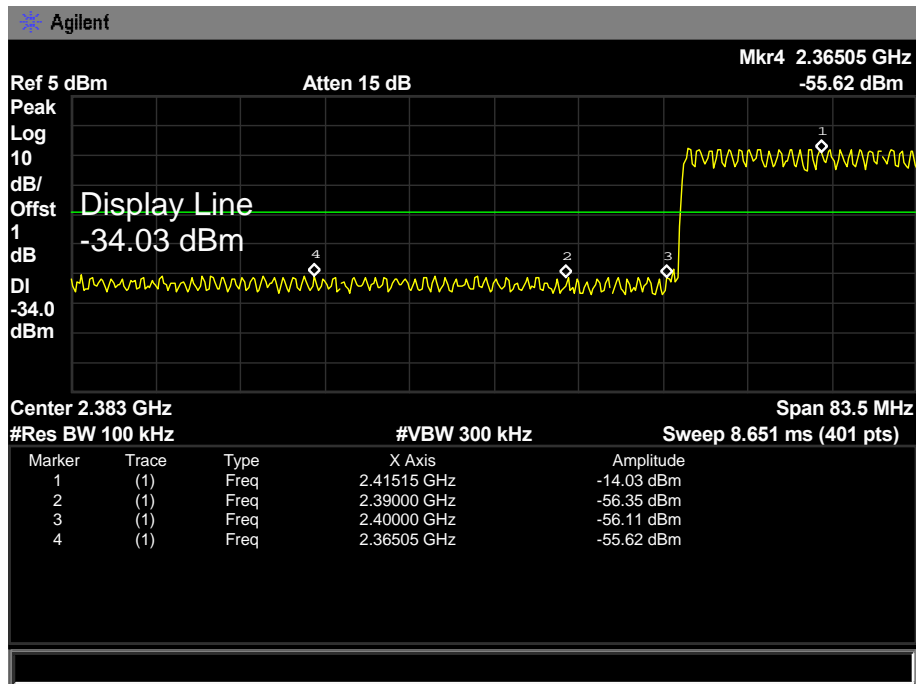 Agilent
Mkr4 2.36505 GHz
Ref 5 dBm Atten 15 dB -55.62 dBm
Peak
Log
10
dB/
Offst
1
dB
DI
-34.0
dBm
Display Line
-34.03 dBm
1
4
2
3
Center 2.383 GHz Span 83.5 MHz
#Res BW 100 kHz #VBW 300 kHz Sweep 8.651 ms (401 pts)
Marker Trace Type X Axis Amplitude
1 (1) Freq 2.41515 GHz -14.03 dBm
2 (1) Freq 2.39000 GHz -56.35 dBm
3 (1) Freq 2.40000 GHz -56.11 dBm
4 (1) Freq 2.36505 GHz -55.62 dBm